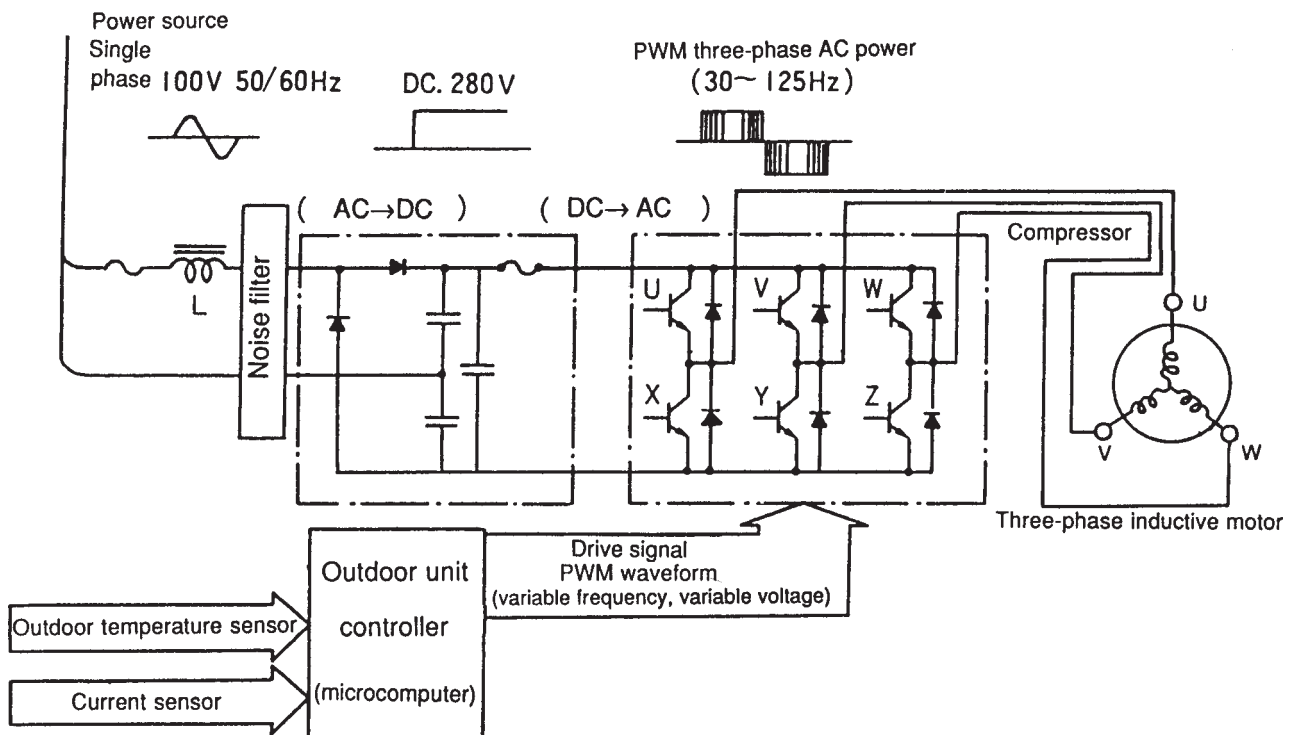 Power source
Single
phase 100V 50/60Hz
DC. 280V
PWM three-phase AC power
(30~125Hz)
( AC→DC )
( DC→AC )
Compressor
L
Noise filter
U
V
W
X
Y
Z
U
V
W
Three-phase inductive motor
Drive signal
PWM waveform
(variable frequency, variable voltage)
Outdoor unit
controller
(microcomputer)
Outdoor temperature sensor
Current sensor